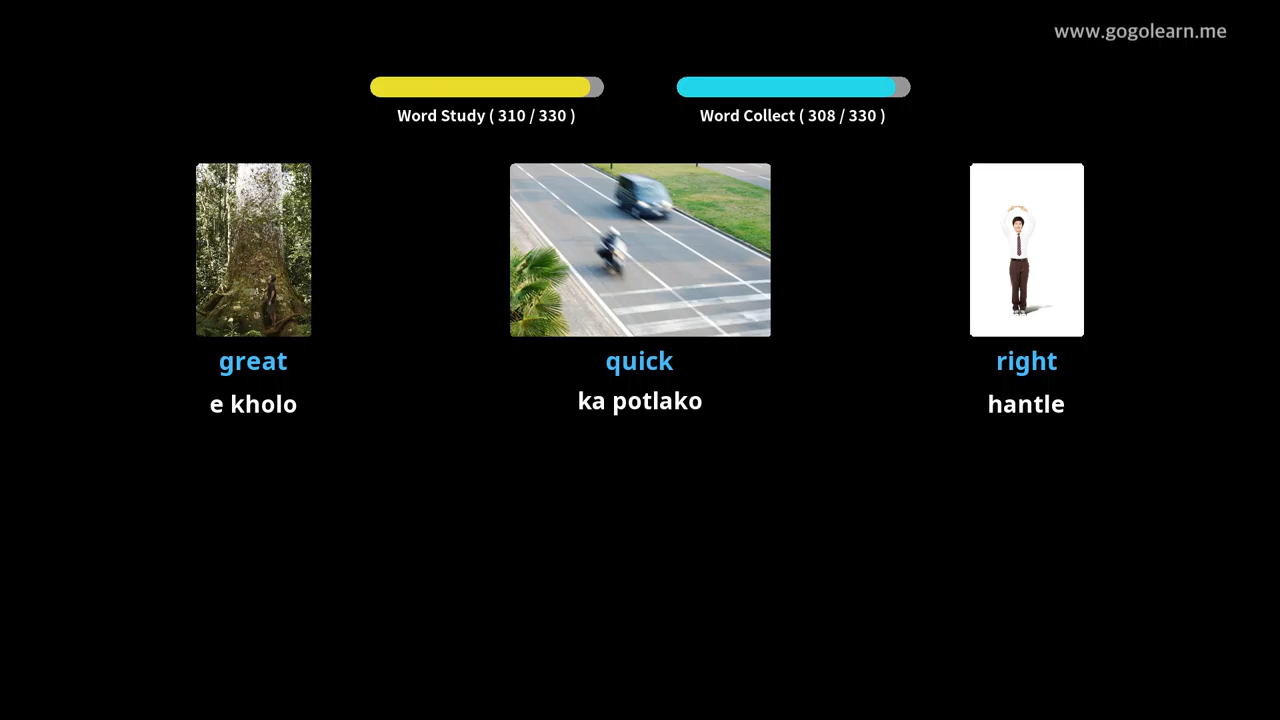 www.gogolearn.me
Word Study ( 310 / 330 )
Word Collect ( 308 / 330 )
great
quick
right
e kholo
ka potlako
hantle